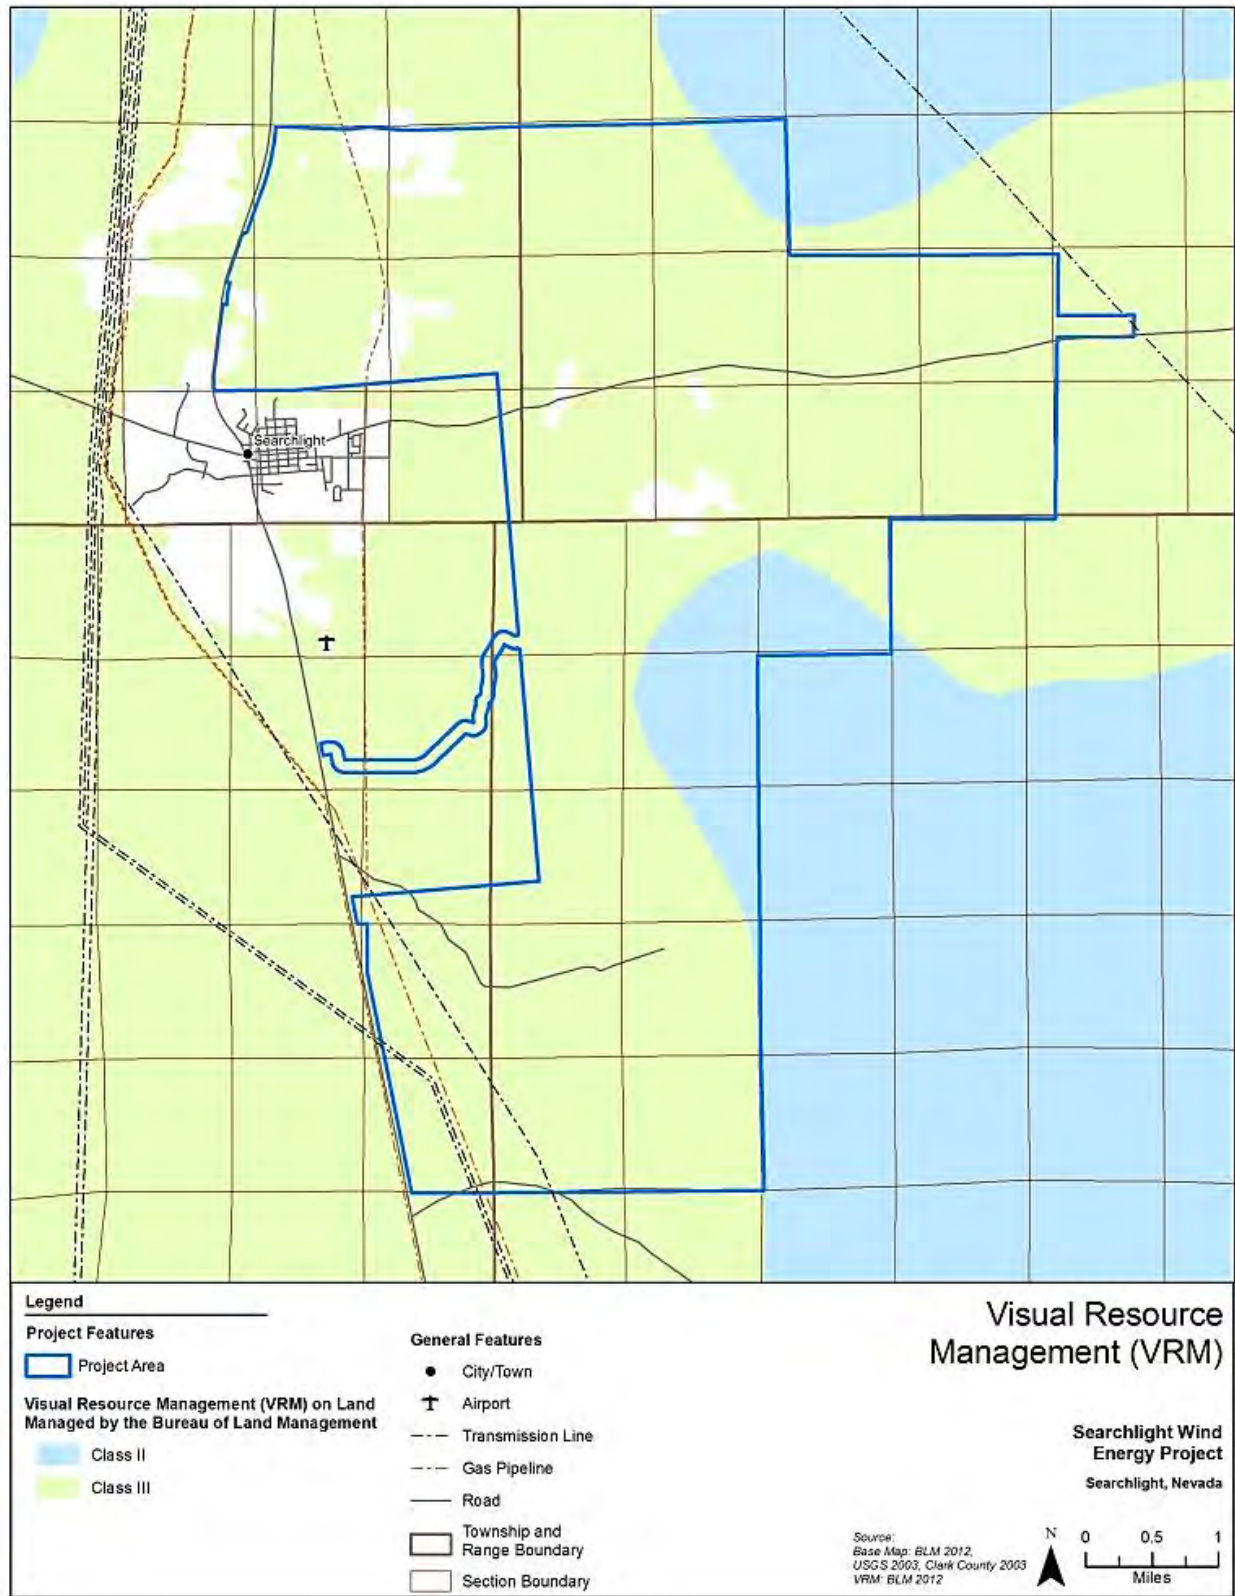 Searchlight
Legend
Project Features
Project Area
Visual Resource Management (VRM) on Land
Managed by the Bureau of Land Management
Class II
Class III
General Features
City/Town
Airport
Transmission Line
Gas Pipeline
Road
Township and
Range Boundary
Section Boundary
Visual Resource
Management (VRM)
Searchlight Wind
Energy Project
Searchlight, Nevada
Source:
Base Map: BLM 2012,
USGS 2003, Clark County 2003
VRM: BLM 2012
N
0 0.5 1
Miles